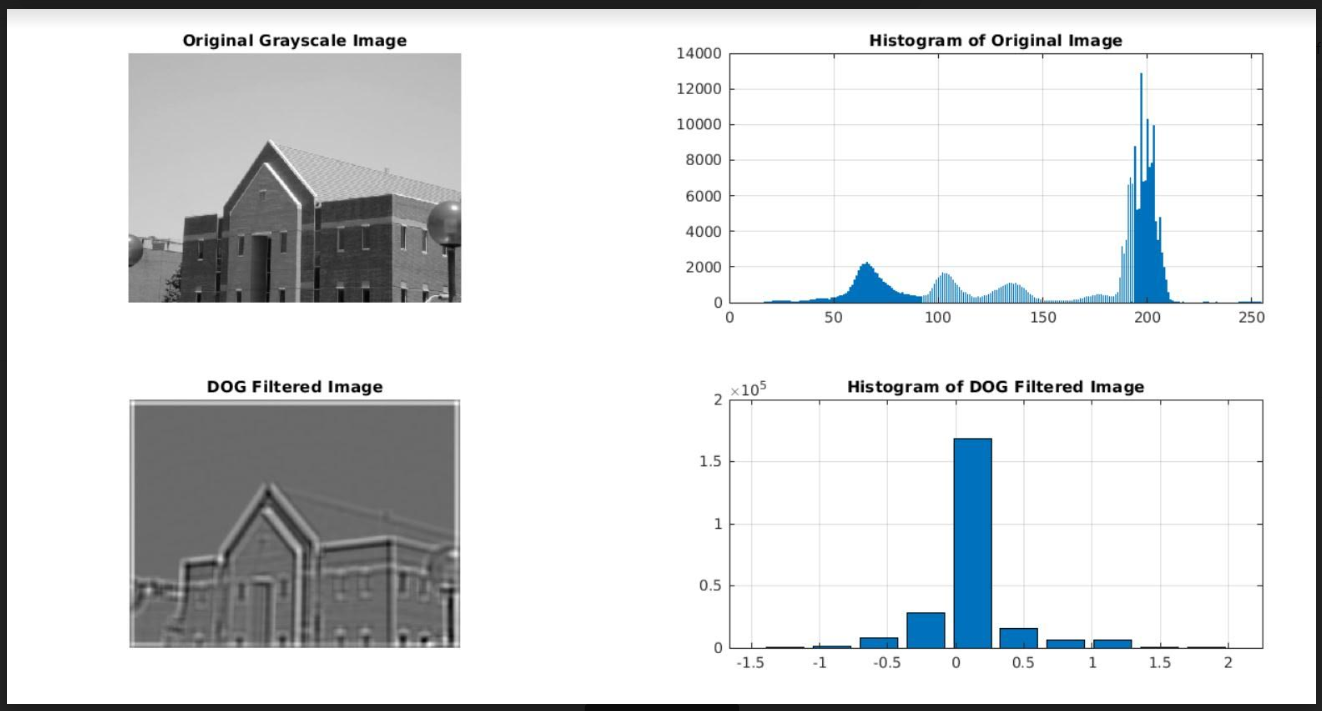 Original Grayscale Image
Histogram of Original Image
14000
12000
10000
8000
6000
4000
2000
0
0 50 100 150 200 250
DOG Filtered Image
Histogram of DOG Filtered Image
×10⁵
2
1.5
1
0.5
0
-1.5 -1 -0.5 0 0.5 1 1.5 2